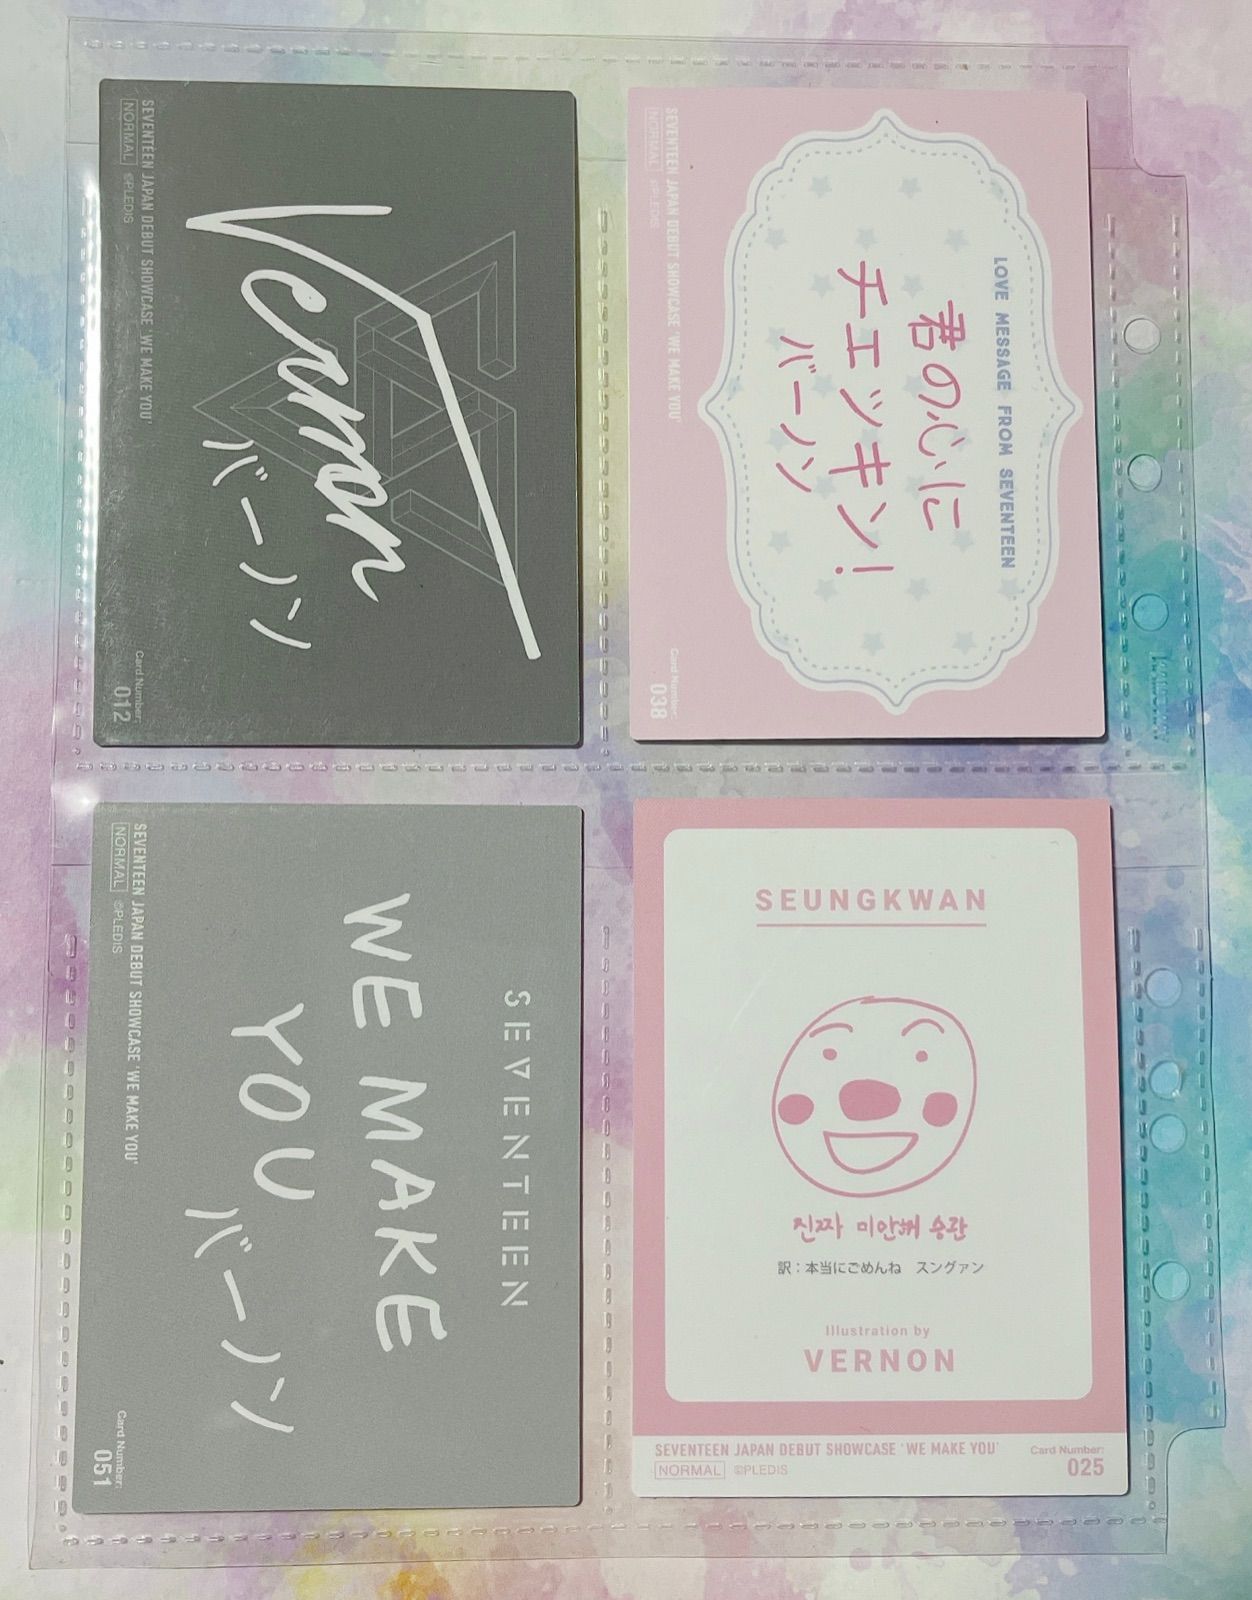 Vernon
バーノン
SEVENTEEN JAPAN DEBUT SHOWCASE 'WE MAKE YOU'
NORMAL ©PLEDIS
Card Number:
012
LOVE MESSAGE FROM SEVENTEEN
君の心に
チェッキン!
バーノン
SEVENTEEN JAPAN DEBUT SHOWCASE 'WE MAKE YOU'
NORMAL ©PLEDIS
Card Number:
038
SEVENTEEN
WE MAKE
YOU
バーノン
SEVENTEEN JAPAN DEBUT SHOWCASE 'WE MAKE YOU'
NORMAL ©PLEDIS
Card Number:
051
SEUNGKWAN
진짜 미안해 승관
訳:本当にごめんね スングァン
Illustration by
VERNON
SEVENTEEN JAPAN DEBUT SHOWCASE 'WE MAKE YOU'
NORMAL ©PLEDIS
Card Number:
025